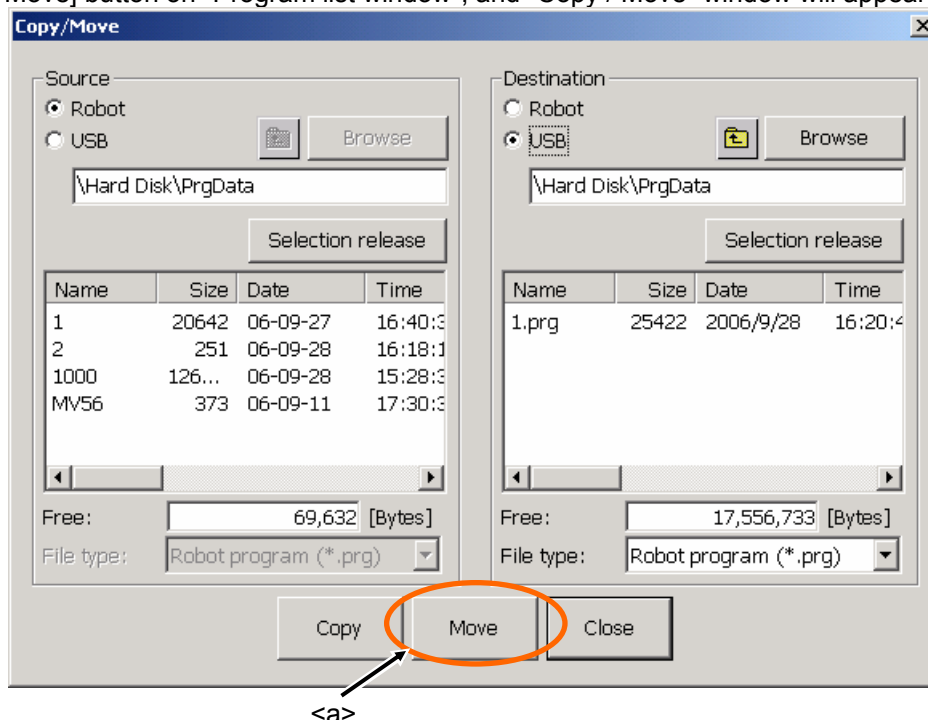 Move] button on "Program list window", and "Copy / Move" window will appear
Copy/Move
Source
Robot
USB
Browse
\Hard Disk\PrgData
Selection release
Name Size Date Time
1 20642 06-09-27 16:40:3
2 251 06-09-28 16:18:1
1000 126... 06-09-28 15:28:3
MV56 373 06-09-11 17:30:3
Free: 69,632 [Bytes]
File type: Robot program (*.prg)
Destination
Robot
USB
Browse
\Hard Disk\PrgData
Selection release
Name Size Date Time
1.prg 25422 2006/9/28 16:20:4
Free: 17,556,733 [Bytes]
File type: Robot program (*.prg)
Copy Move Close
<a>